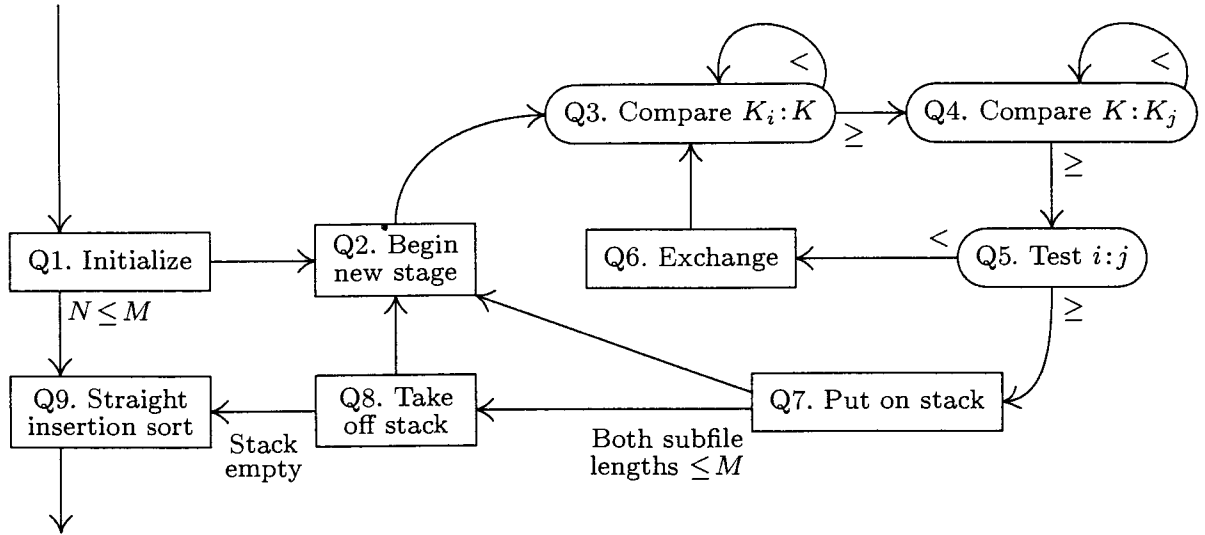 <
<
Q3. Compare K_i : K
≥
Q4. Compare K : K_j
≥
Q1. Initialize
Q2. Begin
new stage
Q6. Exchange
<
Q5. Test i : j
N ≤ M
≥
Q9. Straight
insertion sort
Q8. Take
off stack
Q7. Put on stack
Stack
empty
Both subfile
lengths ≤ M